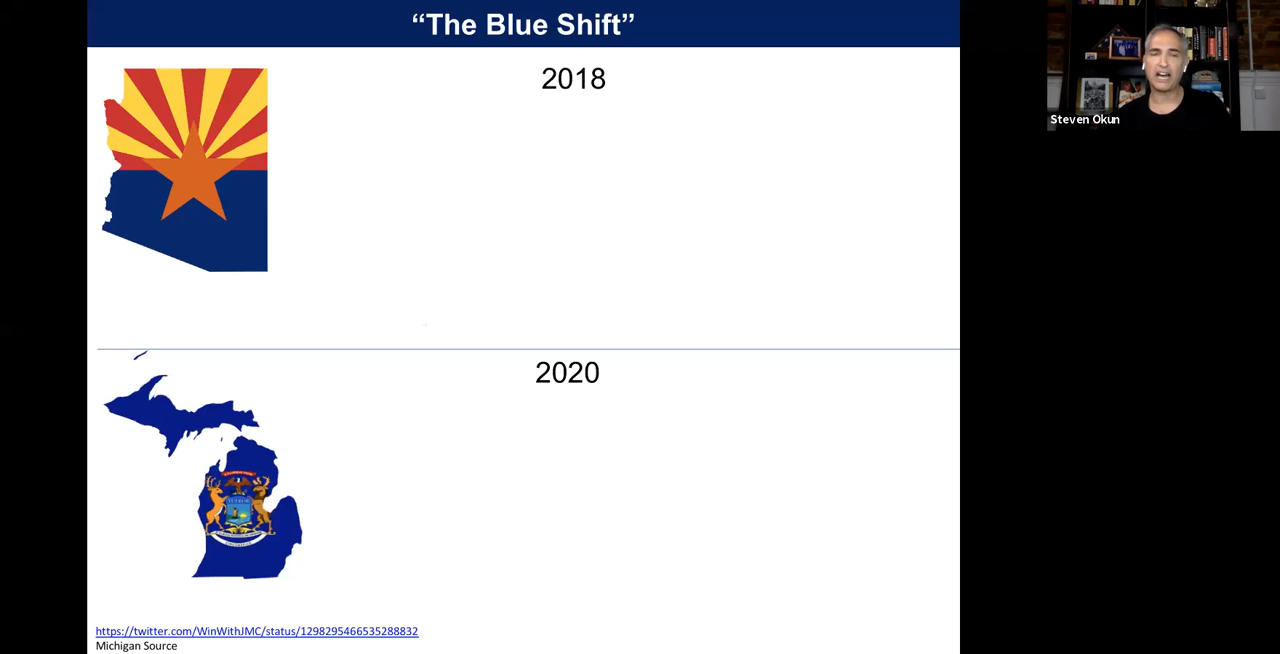 “The Blue Shift”
2018
Steven Okun
2020
https://twitter.com/WinWithJMC/status/1298295466535288832
Michigan Source